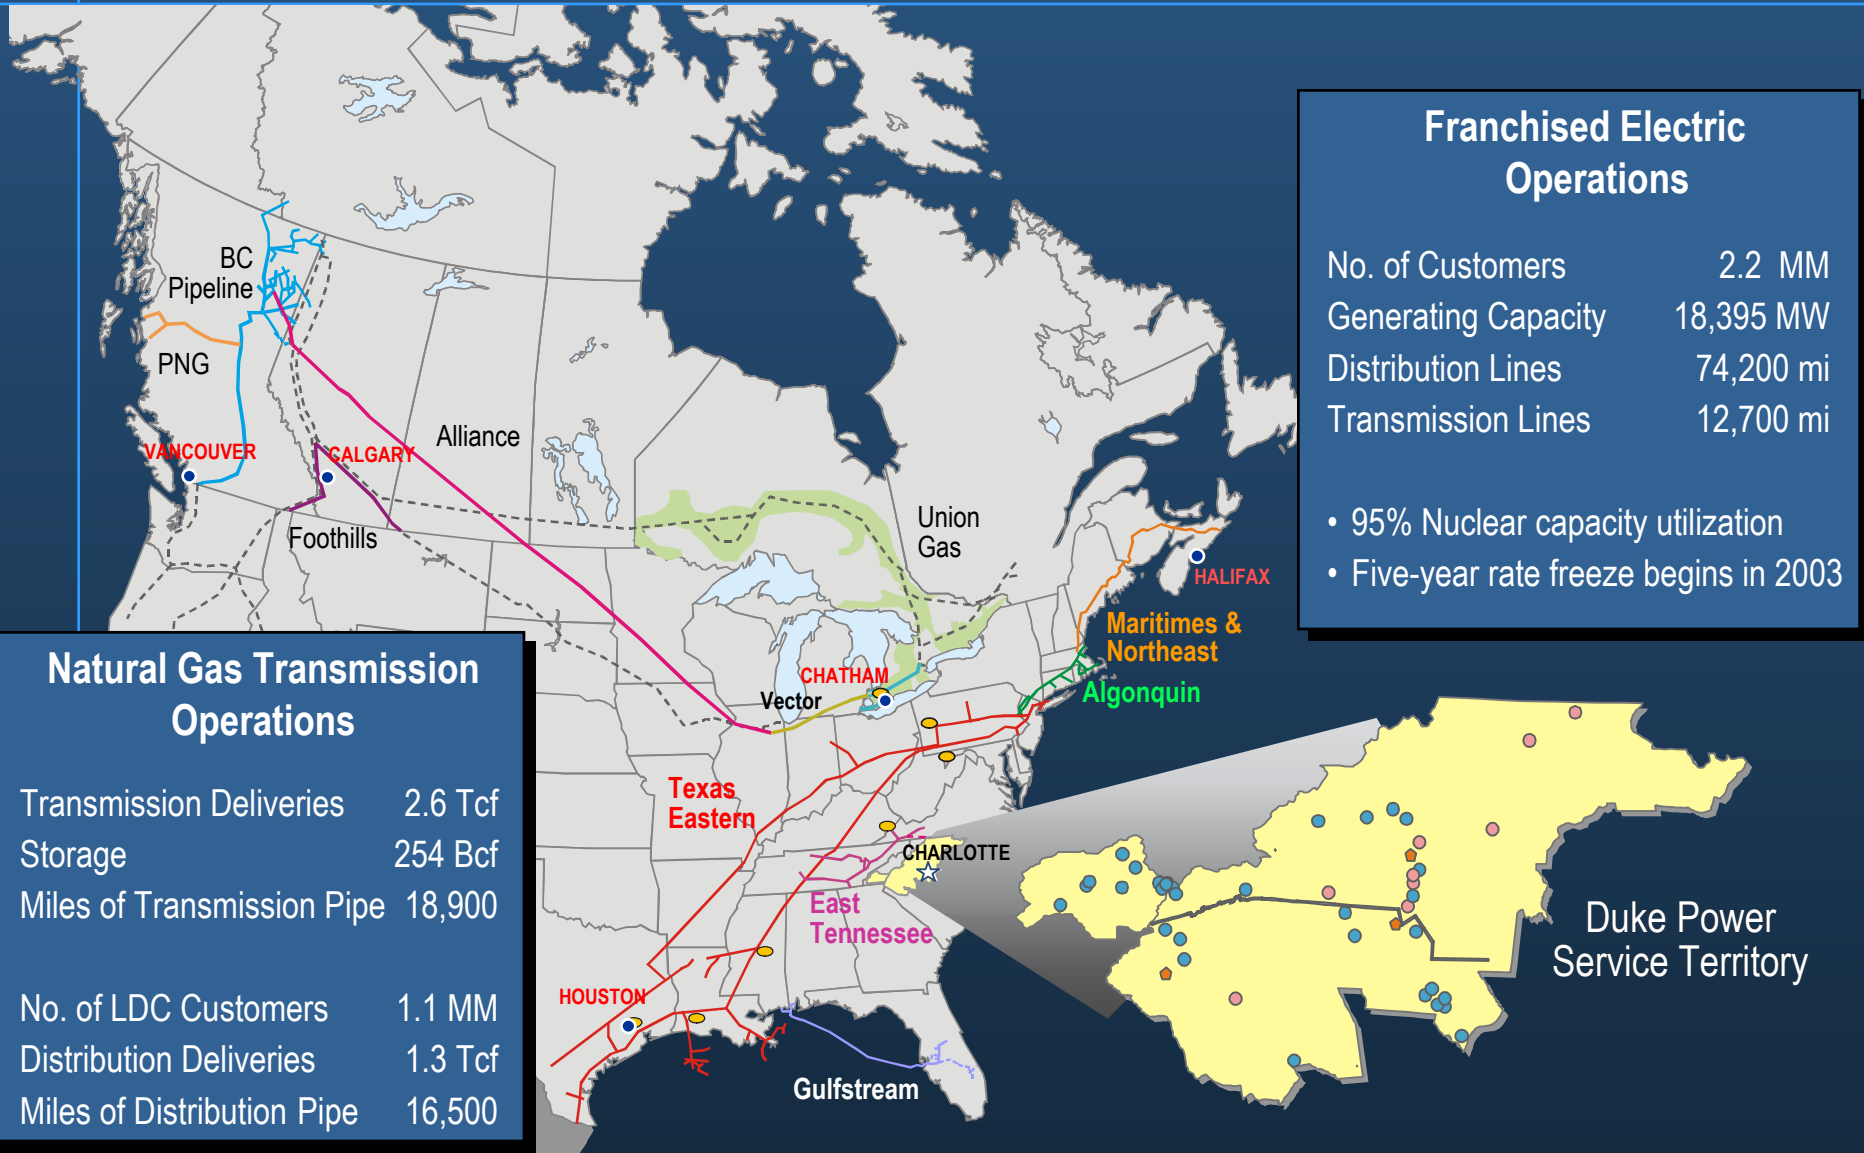 BC
Pipeline
PNG
VANCOUVER
CALGARY
Alliance
Foothills
Union
Gas
HALIFAX
Maritimes &
Northeast
Algonquin
CHATHAM
Vector
Texas
Eastern
CHARLOTTE
East
Tennessee
HOUSTON
Gulfstream
Franchised Electric
Operations
No. of Customers 2.2 MM
Generating Capacity 18,395 MW
Distribution Lines 74,200 mi
Transmission Lines 12,700 mi
• 95% Nuclear capacity utilization
• Five-year rate freeze begins in 2003
Natural Gas Transmission
Operations
Transmission Deliveries 2.6 Tcf
Storage 254 Bcf
Miles of Transmission Pipe 18,900
No. of LDC Customers 1.1 MM
Distribution Deliveries 1.3 Tcf
Miles of Distribution Pipe 16,500
Duke Power
Service Territory